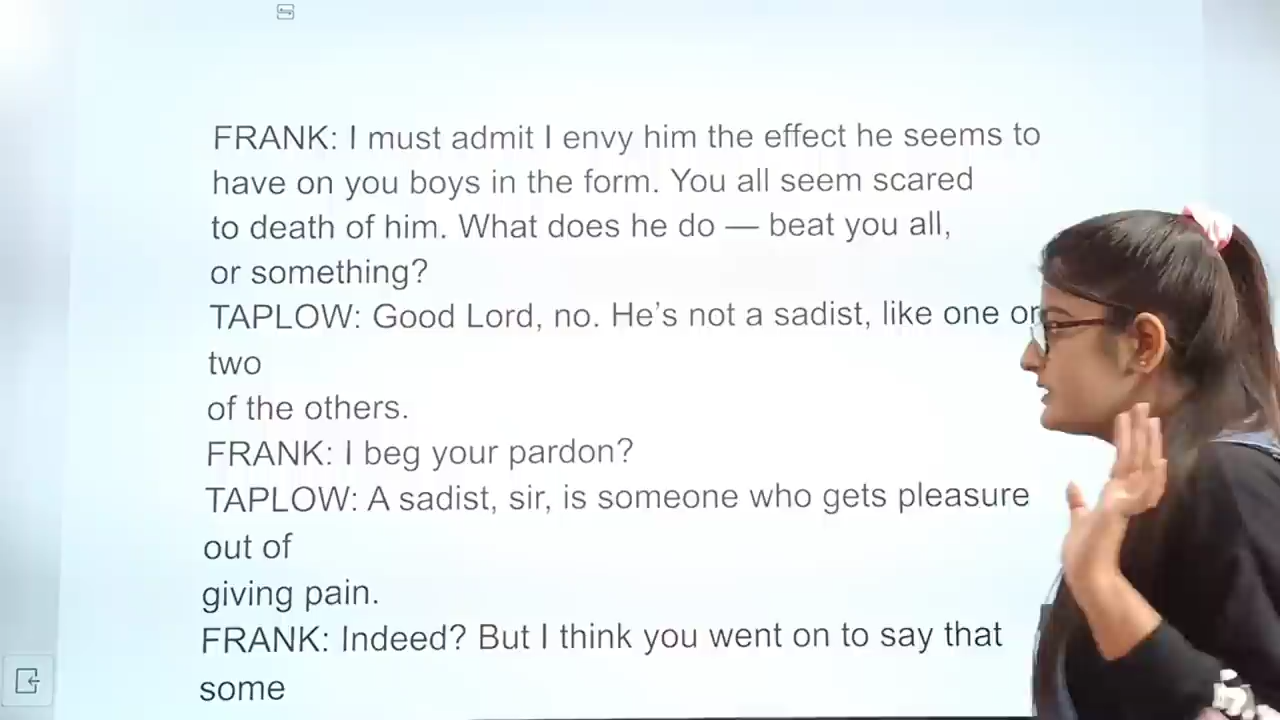 FRANK: I must admit I envy him the effect he seems to
have on you boys in the form. You all seem scared
to death of him. What does he do — beat you all,
or something?
TAPLOW: Good Lord, no. He's not a sadist, like one or
two
of the others.
FRANK: I beg your pardon?
TAPLOW: A sadist, sir, is someone who gets pleasure
out of
giving pain.
FRANK: Indeed? But I think you went on to say that
some